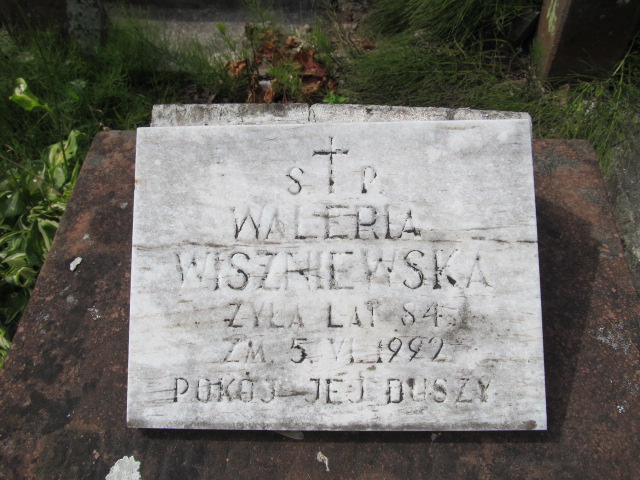 Ś P.
WALERIA
WISZNIEWSKA
ŻYŁA LAT 84
ZM. 5.VI.1992
POKÓJ JEJ DUSZY